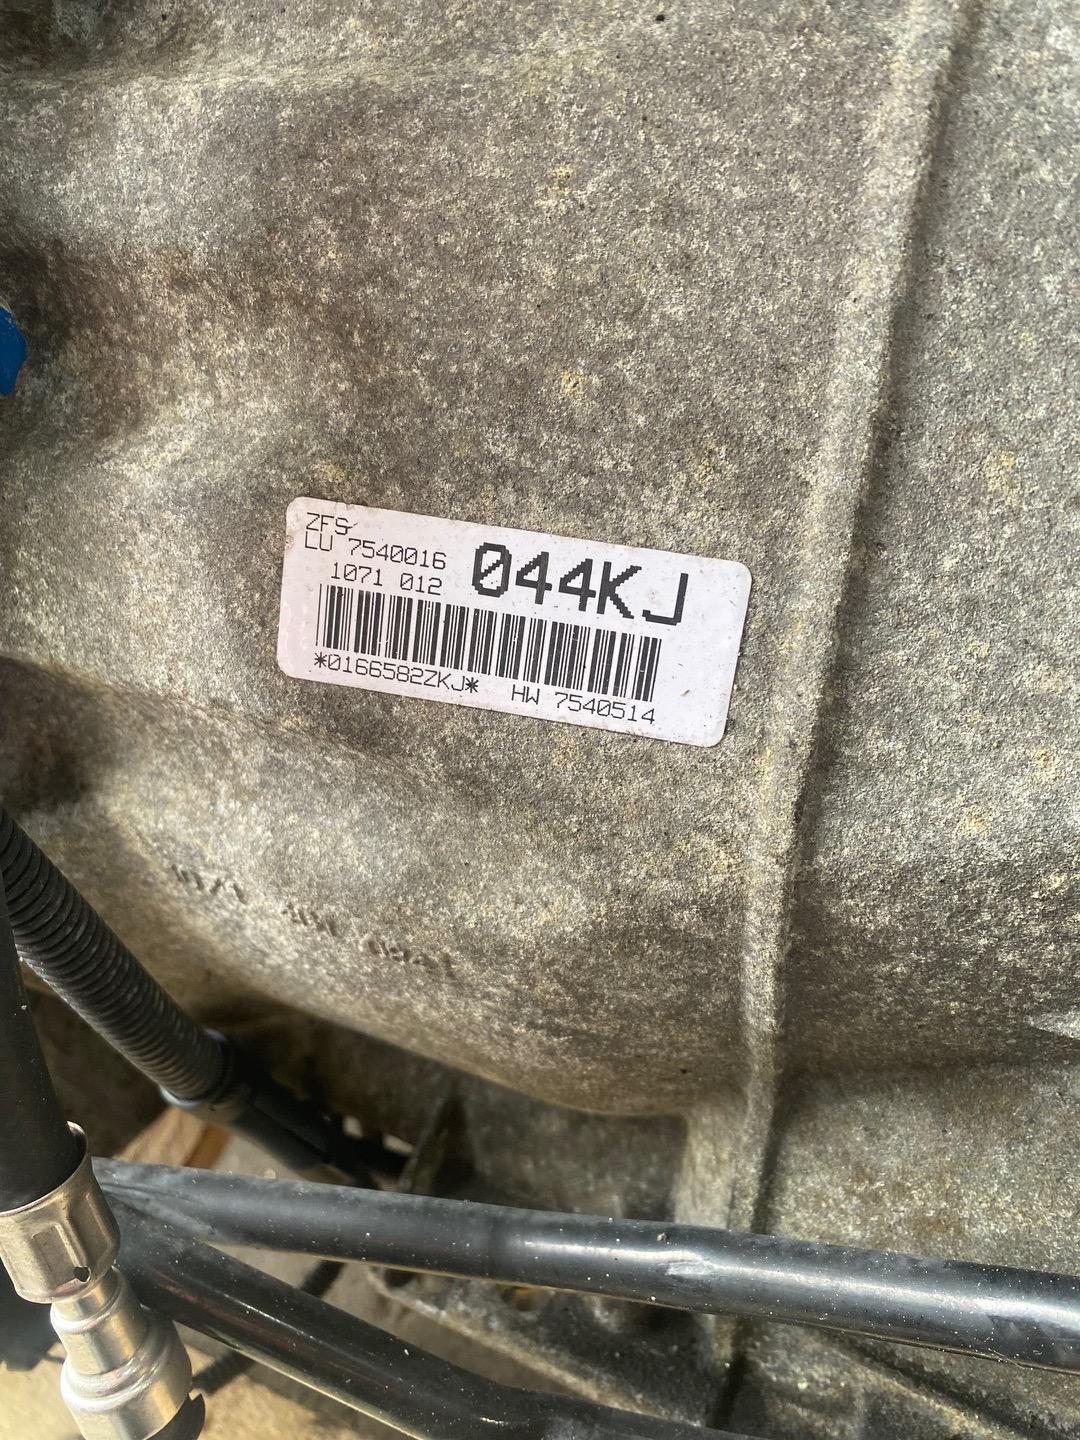 ZFS
LU 7540016
1071 012
044KJ
*0166582ZKJ* HW 7540514